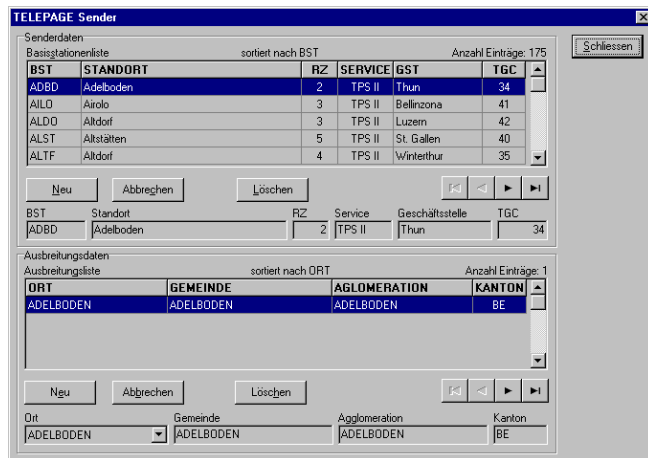 TELEPAGE Sender
Schliessen
Senderdaten
Basisstationenliste sortiert nach BST Anzahl Einträge: 175
BST STANDORT RZ SERVICE GST TGC
ADBD Adelboden 2 TPS II Thun 34
AILO Airolo 3 TPS II Bellinzona 41
ALDO Altdorf 3 TPS II Luzern 42
ALST Altstätten 5 TPS II St. Gallen 40
ALTF Altdorf 4 TPS II Winterthur 35
Neu Abbrechen Löschen
BST Standort RZ Service Geschäftsstelle TGC
ADBD Adelboden 2 TPS II Thun 34
Ausbreitungsdaten
Ausbreitungsliste sortiert nach ORT Anzahl Einträge: 1
ORT GEMEINDE AGLOMERATION KANTON
ADELBODEN ADELBODEN ADELBODEN BE
Neu Abbrechen Löschen
Ort Gemeinde Agglomeration Kanton
ADELBODEN ADELBODEN ADELBODEN BE